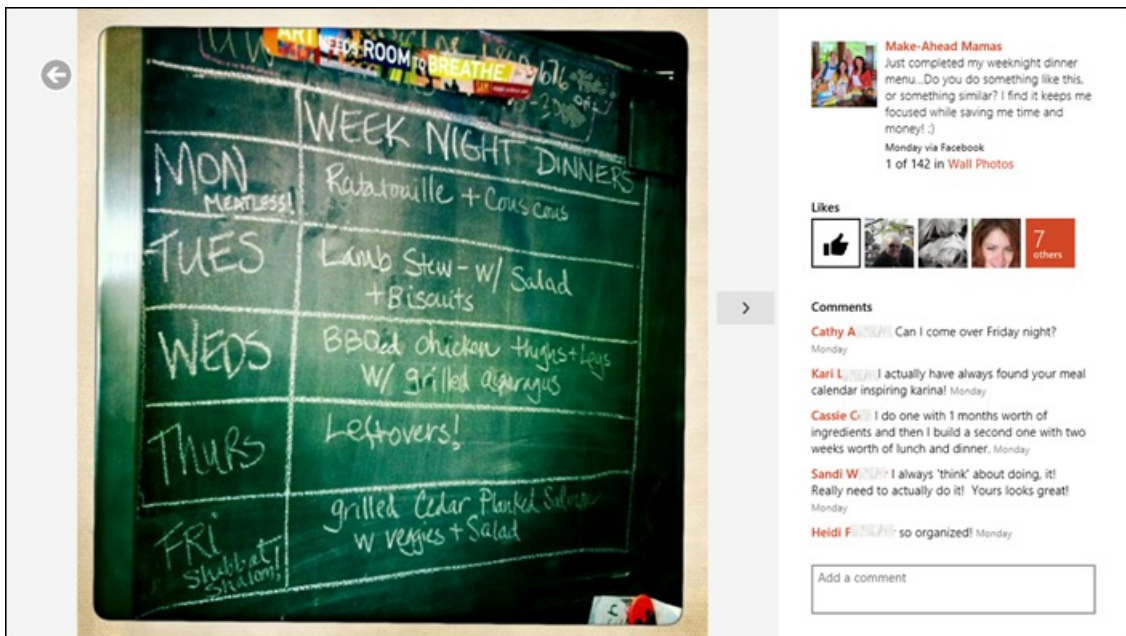 ART NEEDS ROOM TO BREATHE
WEEK NIGHT DINNERS
MON
MEATLESS!
Ratatouille + Couscous
TUES
Lamb Stew - w/ Salad
+ Biscuits
WEDS
BBQed chicken thighs + Legs
W/ grilled asparagus
THURS
Leftovers!
FRI
Shabbat
Shalom!
grilled Cedar Planked Salmon
w veggies + Salad
Make-Ahead Mamas
Just completed my weeknight dinner
menu...Do you do something like this,
or something similar? I find it keeps me
focused while saving me time and
money! :)
Monday via Facebook
1 of 142 in Wall Photos
Likes
7
others
Comments
Cathy A Can I come over Friday night?
Monday
Kari L I actually have always found your meal
calendar inspiring karina! Monday
Cassie C I do one with 1 months worth of
ingredients and then I build a second one with two
weeks worth of lunch and dinner. Monday
Sandi W I always 'think' about doing, it!
Really need to actually do it! Yours looks great!
Monday
Heidi F so organized! Monday
Add a comment